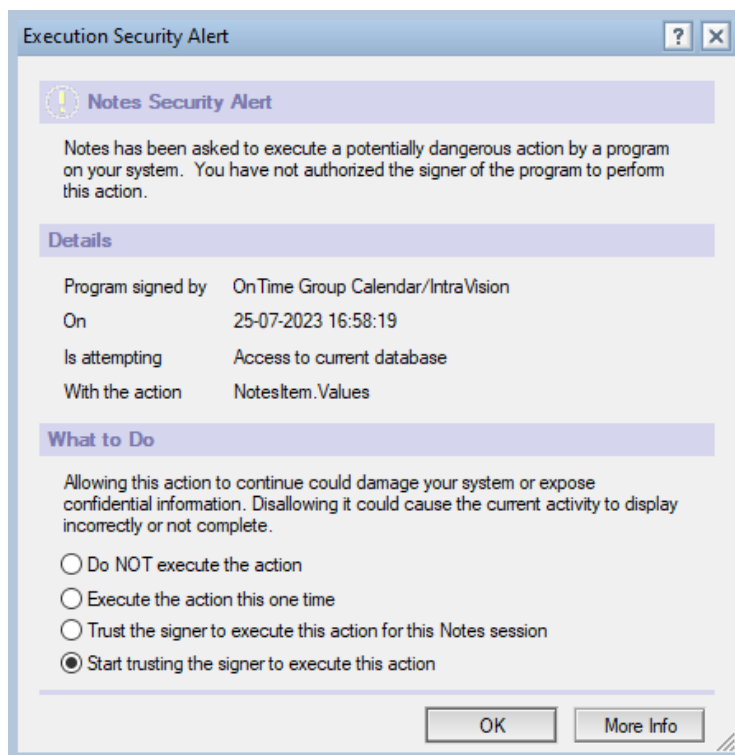 Execution Security Alert
Notes Security Alert
Notes has been asked to execute a potentially dangerous action by a program
on your system.  You have not authorized the signer of the program to perform
this action.
Details
Program signed by OnTime Group Calendar/IntraVision
On 25-07-2023 16:58:19
Is attempting Access to current database
With the action NotesItem.Values
What to Do
Allowing this action to continue could damage your system or expose
confidential information. Disallowing it could cause the current activity to display
incorrectly or not complete.
Do NOT execute the action
Execute the action this one time
Trust the signer to execute this action for this Notes session
Start trusting the signer to execute this action
OK More Info